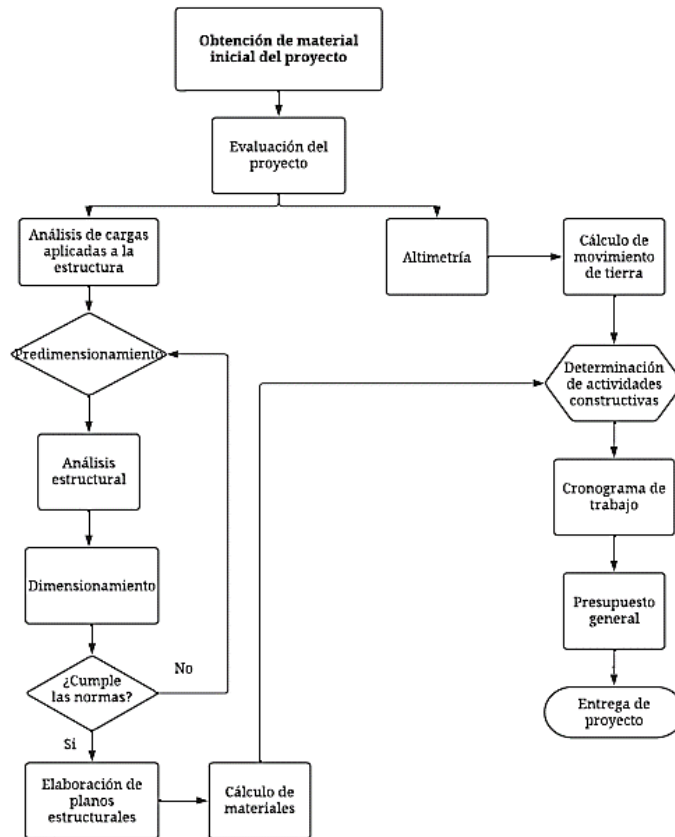 Obtención de material
inicial del proyecto
Evaluación del
proyecto
Análisis de cargas
aplicadas a la
estructura
Altimetría
Cálculo de
movimiento
de tierra
Predimensionamiento
Determinación
de actividades
constructivas
Análisis
estructural
Cronograma de
trabajo
Dimensionamiento
Presupuesto
general
¿Cumple
las normas?
No
Si
Entrega de
proyecto
Elaboración de
planos
estructurales
Cálculo de
materiales